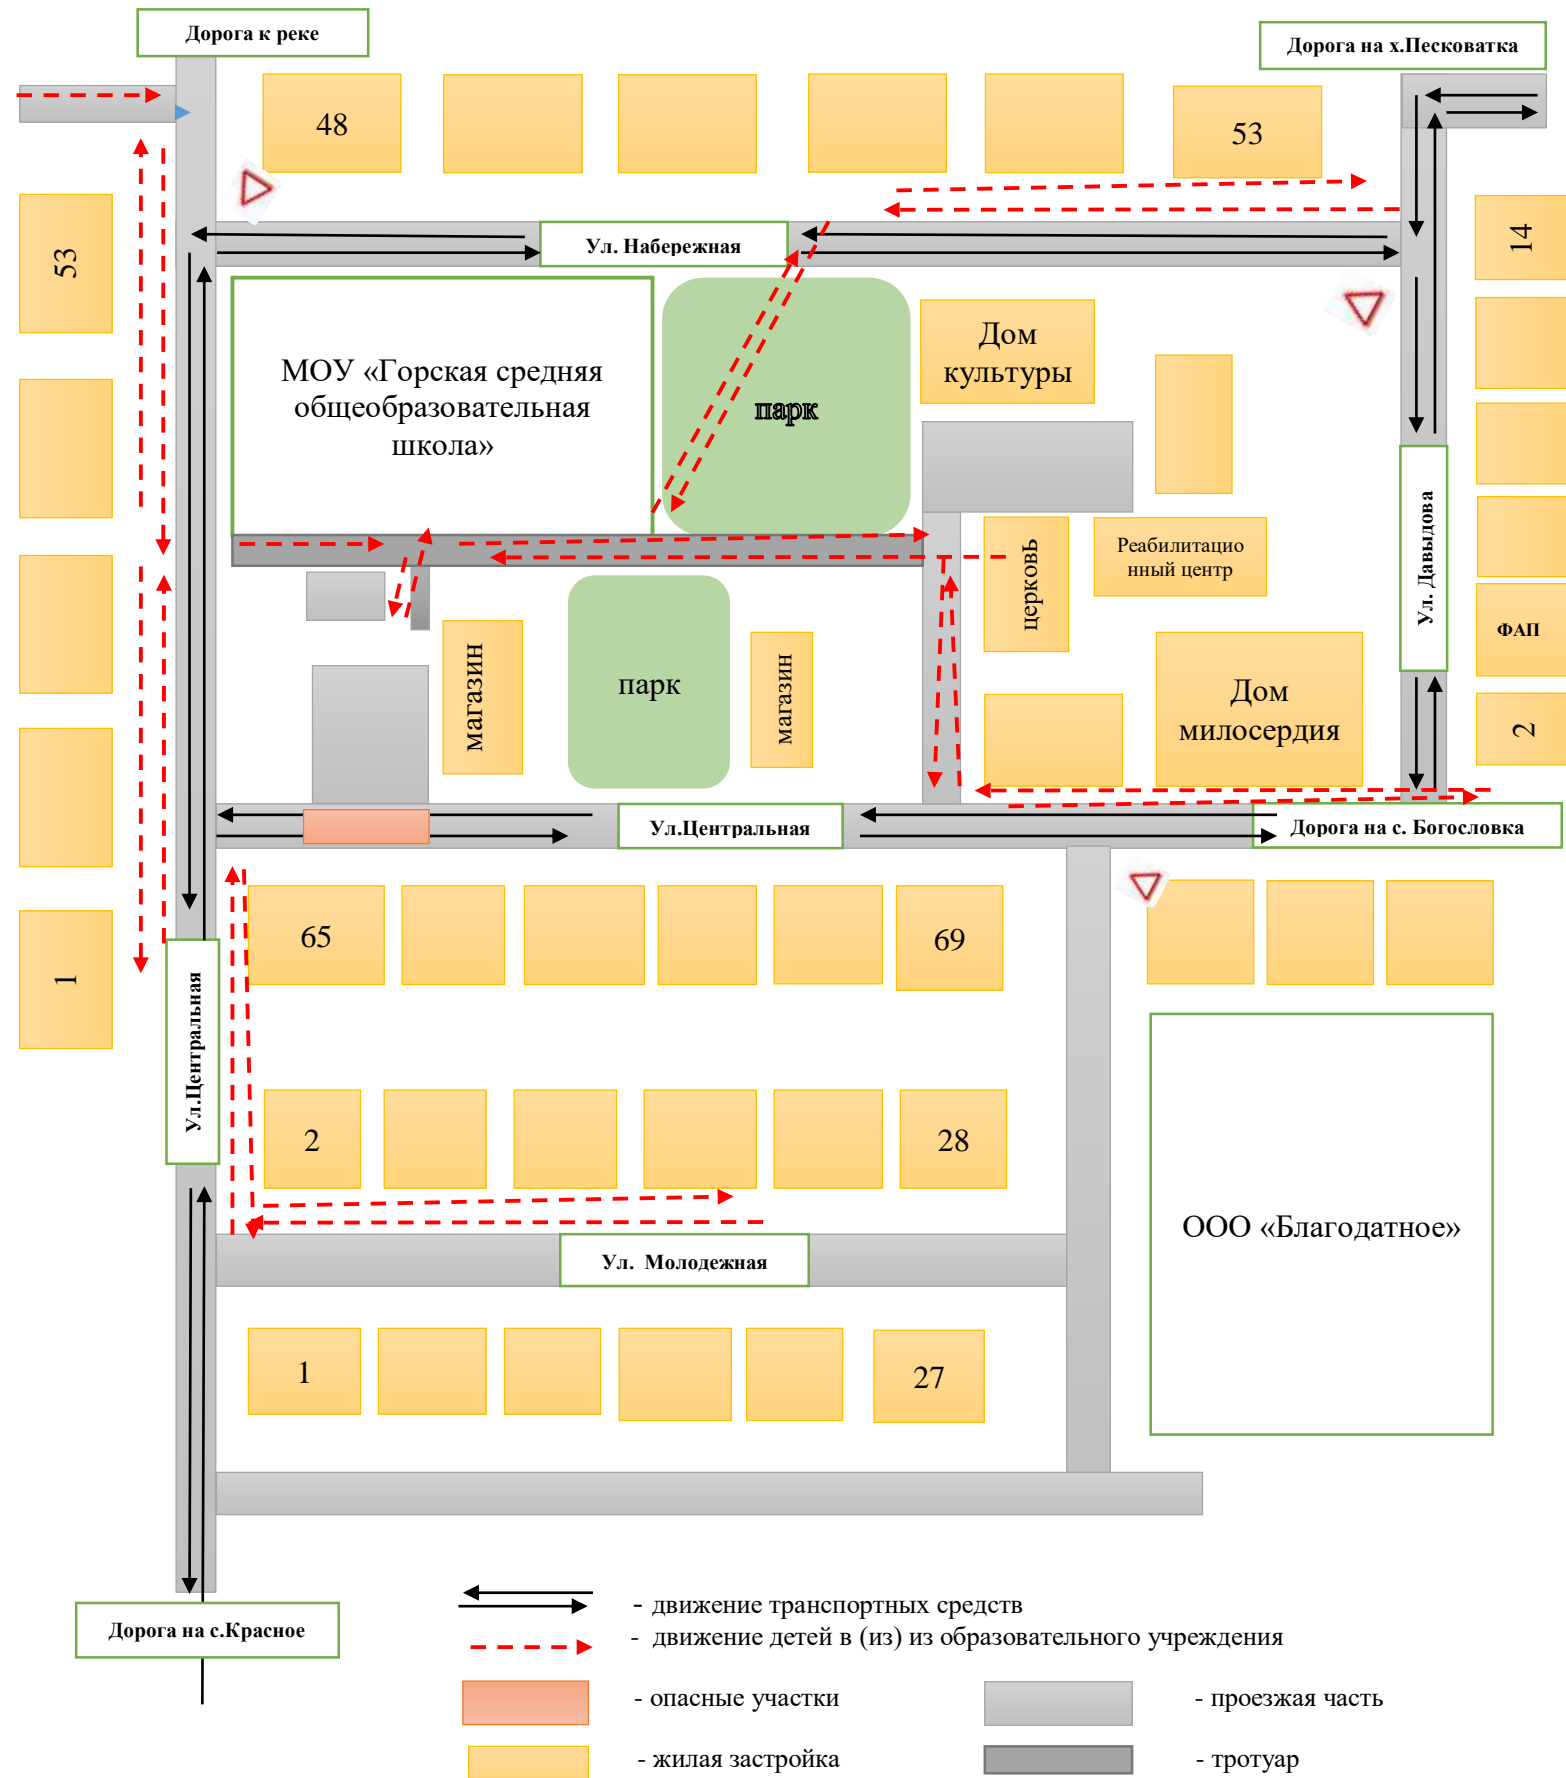 Дорога к реке
Дорога на х.Песковатка
48
53
53
14
Ул. Набережная
МОУ «Горская средняя
общеобразовательная
школа»
парк
Дом
культуры
Ул. Давыдова
церковь
Реабилитацио
нный центр
ФАП
магазин
парк
магазин
Дом
милосердия
2
Ул.Центральная
Дорога на с. Богословка
65
69
1
Ул.Центральная
2
28
Ул. Молодежная
ООО «Благодатное»
1
27
Дорога на с.Красное
- движение транспортных средств
- движение детей в (из) из образовательного учреждения
- опасные участки
- проезжая часть
- жилая застройка
- тротуар